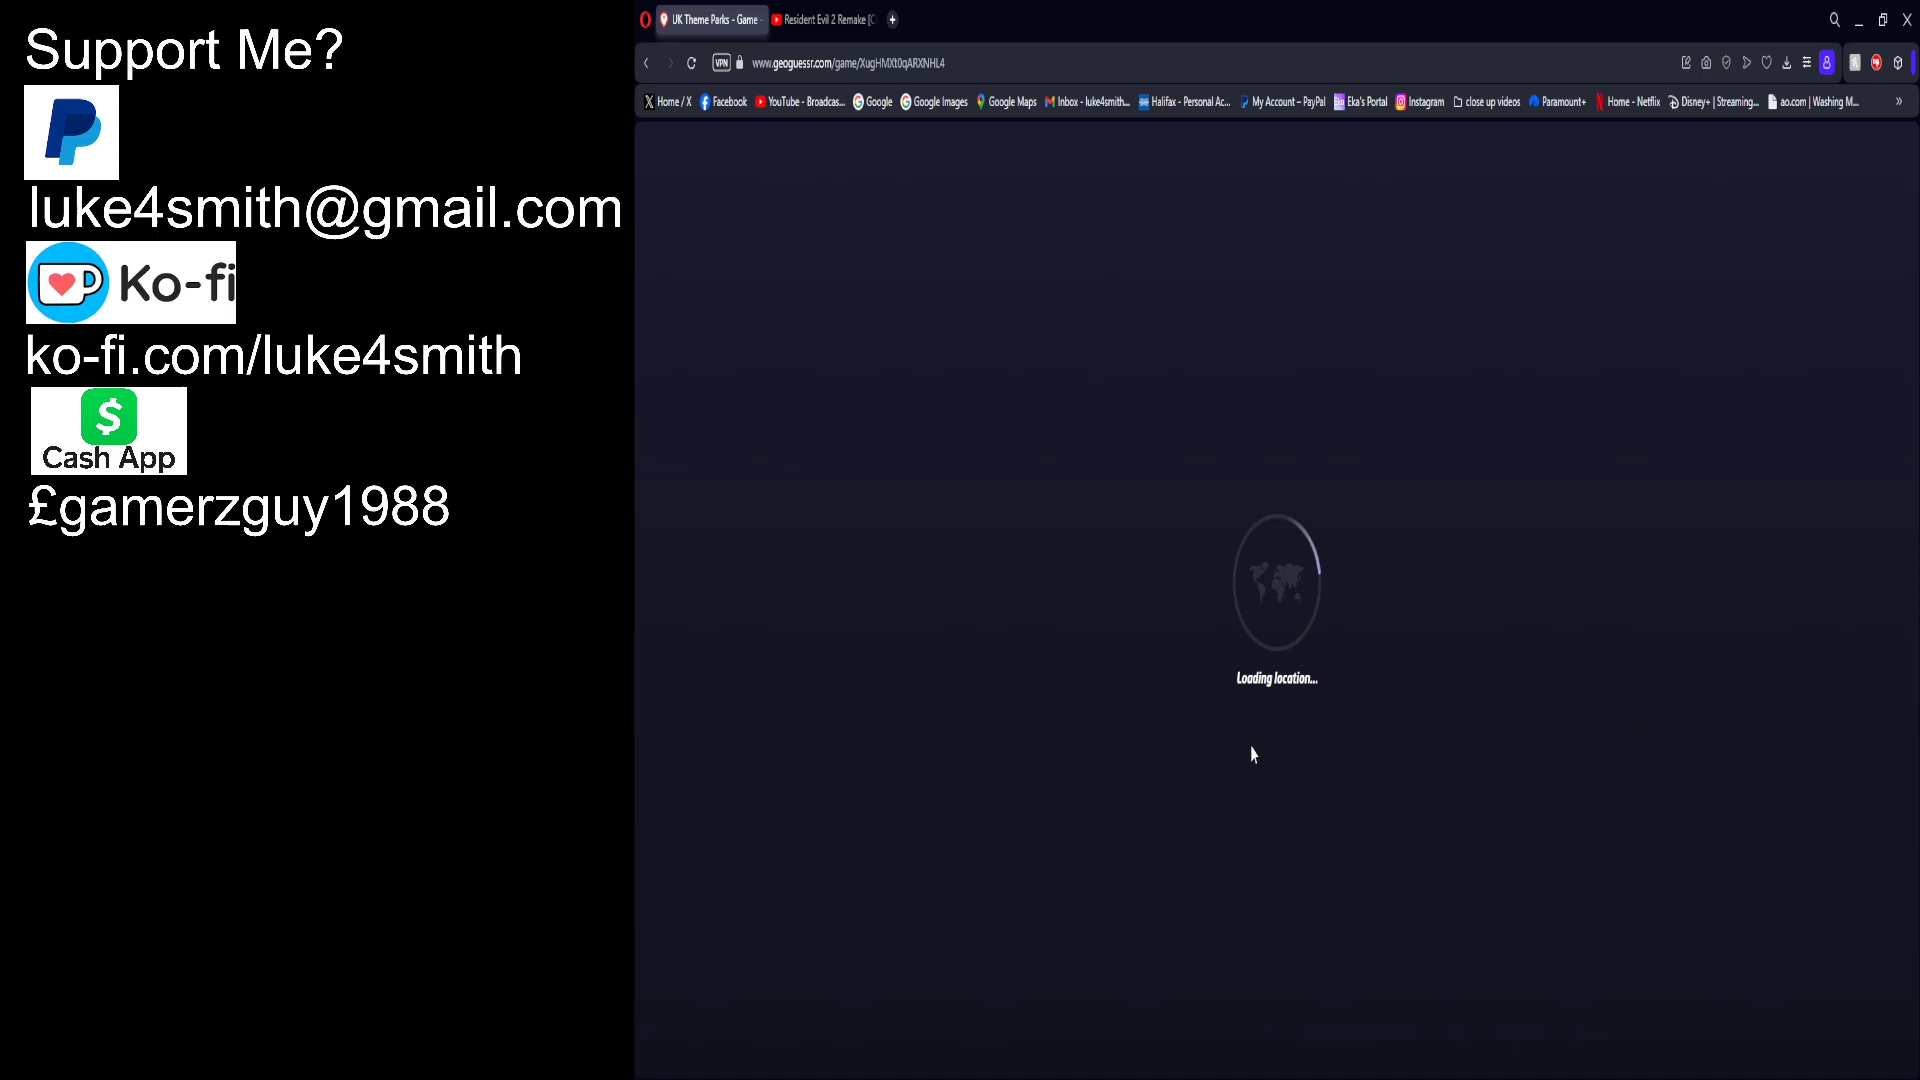 Support Me?
luke4smith@gmail.com
Ko-fi
ko-fi.com/luke4smith
$
Cash App
£gamerzguy1988
UK Theme Parks - Game - Resident Evil 2 Remake [C
VPN www.geoguessr.com/game/XugHMXt0qARXNHL4
Home / X Facebook YouTube - Broadcas... Google Google Images Google Maps Inbox - luke4smith... Halifax - Personal Ac... My Account – PayPal Eka's Portal Instagram close up videos Paramount+ Home - Netflix Disney+ | Streaming... ao.com | Washing M... »
Loading location...